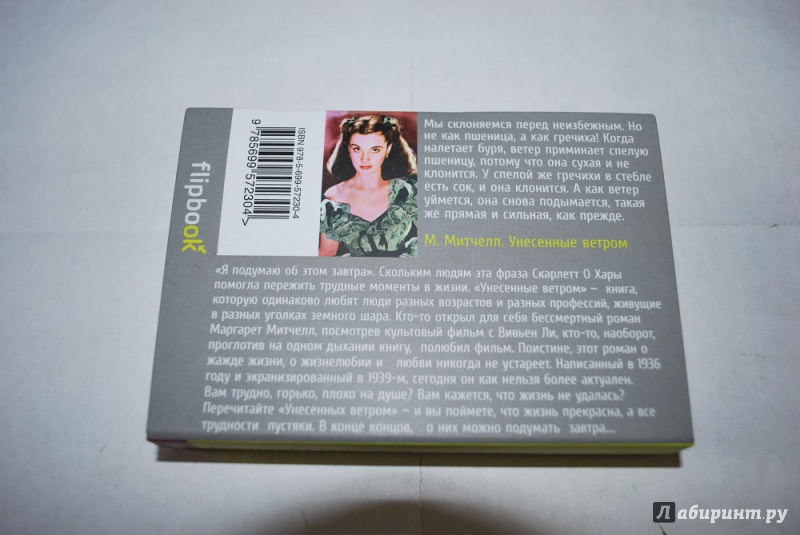 Мы склоняемся перед неизбежным. Но
не как пшеница, а как гречиха! Когда
налетает буря, ветер приминает спелую
пшеницу, потому что она сухая и не
клонится. У спелой же гречихи в стебле
есть сок, и она клонится. А как ветер
уймется, она снова подымается, такая
же прямая и сильная, как прежде.
М. Митчелл. Унесенные ветром
ISBN 978-5-699-57230-4
9785699572304>
flipbook
«Я подумаю об этом завтра». Скольким людям эта фраза Скарлетт О Хары
помогла пережить трудные моменты в жизни. «Унесенные ветром» – книга,
которую одинаково любят люди разных возрастов и разных профессий, живущие
в разных уголках земного шара. Кто-то открыл для себя бессмертный роман
Маргарет Митчелл, посмотрев культовый фильм с Вивьен Ли, кто-то, наоборот,
проглотив на одном дыхании книгу, полюбил фильм. Поистине, этот роман о
жажде жизни, о жизнелюбии и любви никогда не устареет. Написанный в 1936
году и экранизированный в 1939-м, сегодня он как нельзя более актуален.
Вам трудно, горько, плохо на душе? Вам кажется, что жизнь не удалась?
Перечитайте «Унесенных ветром» – и вы поймете, что жизнь прекрасна, а все
трудности пустяки. В конце концов, о них можно подумать завтра...
Лабиринт.ру